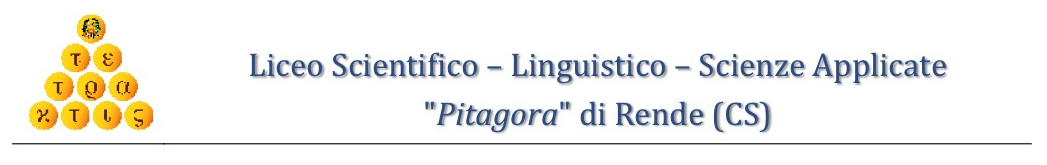 τ ε
τ ρ α
κ τ ι ς
Liceo Scientifico – Linguistico – Scienze Applicate
"Pitagora" di Rende (CS)